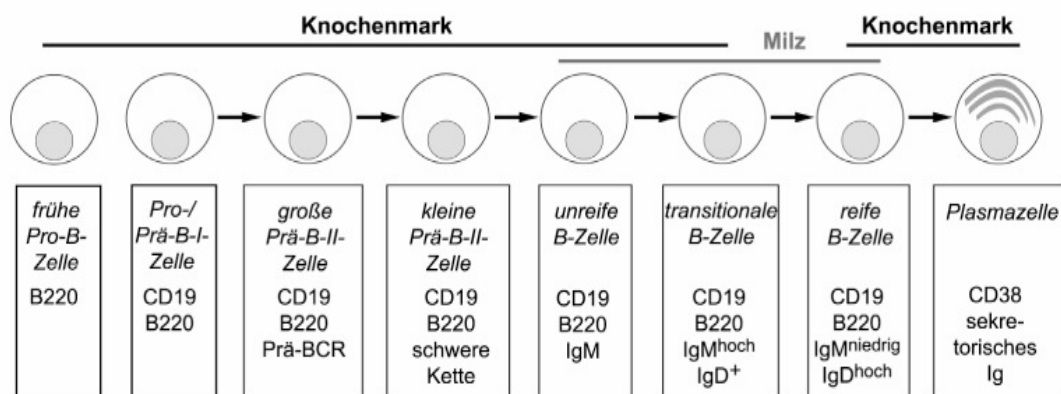 Knochenmark
Milz
Knochenmark
frühe
Pro-B-
Zelle
B220
Pro-/
Prä-B-I-
Zelle
CD19
B220
große
Prä-B-II-
Zelle
CD19
B220
Prä-BCR
kleine
Prä-B-II-
Zelle
CD19
B220
schwere
Kette
unreife
B-Zelle
CD19
B220
IgM
transitionale
B-Zelle
CD19
B220
IgMhoch
IgD+
reife
B-Zelle
CD19
B220
IgMniedrig
IgDhoch
Plasmazelle
CD38
sekre-
torisches
Ig